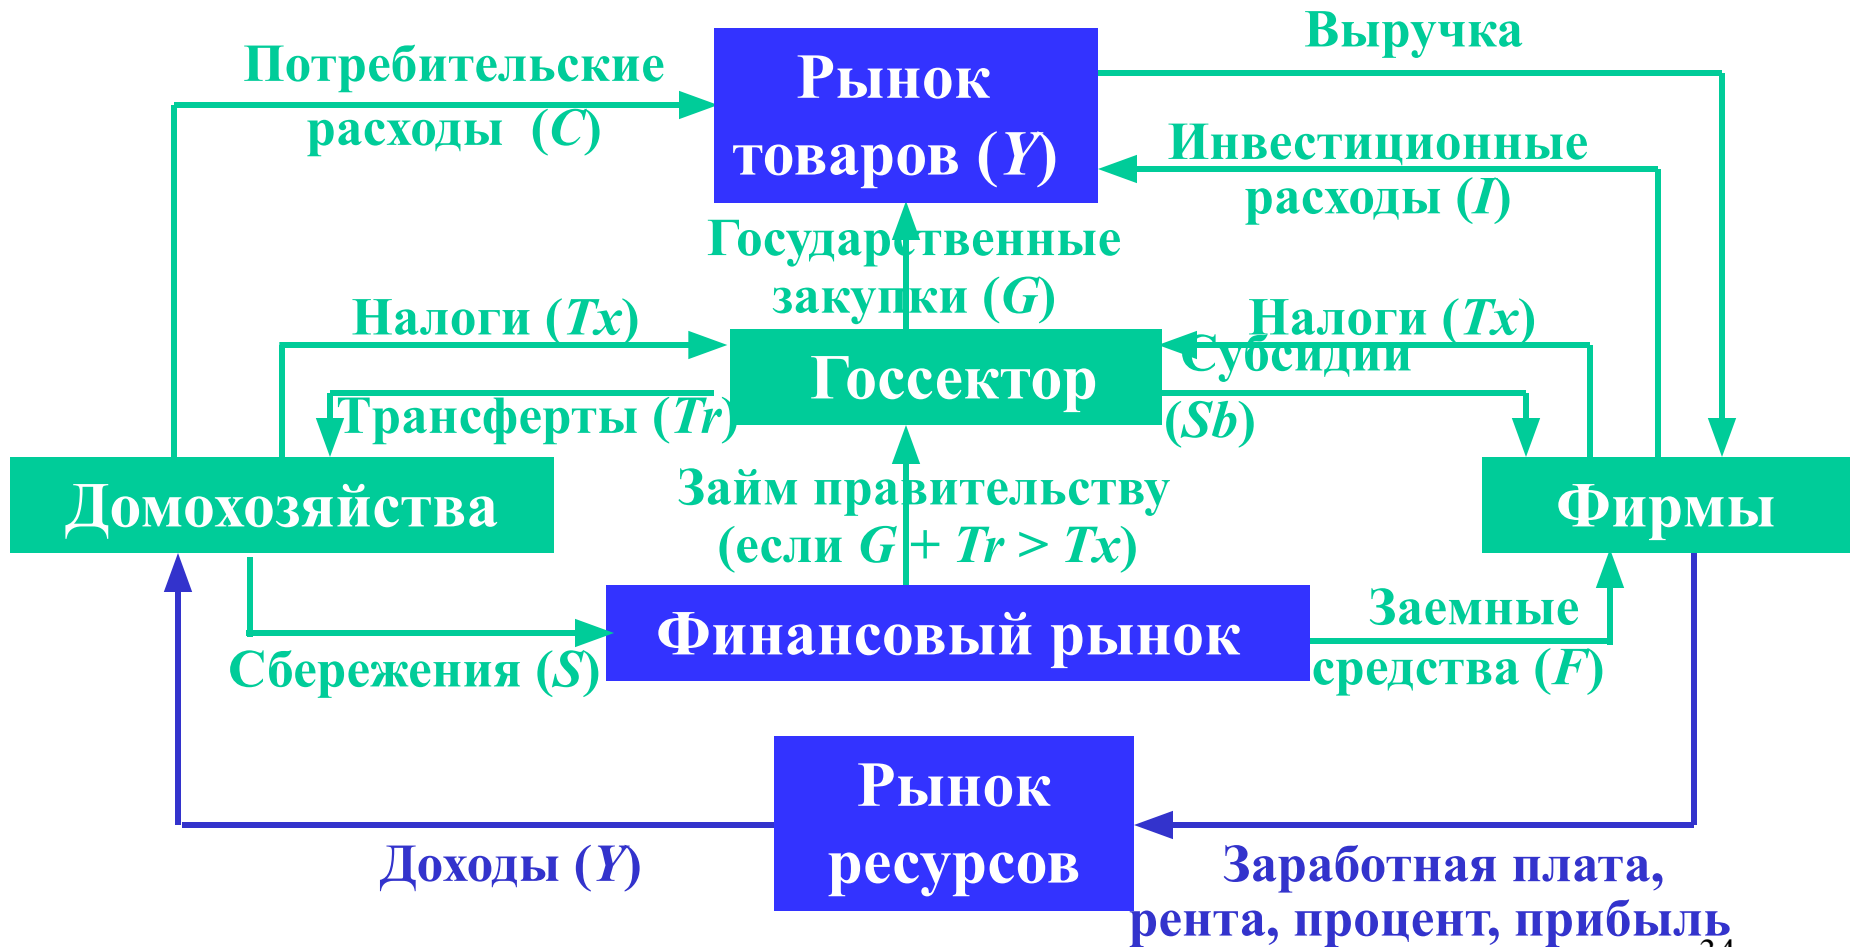 Выручка
Потребительские
расходы (C)
Рынок
товаров (Y)
Инвестиционные
расходы (I)
Государственные
закупки (G)
Налоги (Tx)
Налоги (Tx)
Субсидии
(Sb)
Госсектор
Трансферты (Tr)
Домохозяйства
Займ правительству
(если G + Tr > Tx)
Фирмы
Финансовый рынок
Заемные
средства (F)
Сбережения (S)
Рынок
ресурсов
Доходы (Y)
Заработная плата,
рента, процент, прибыль